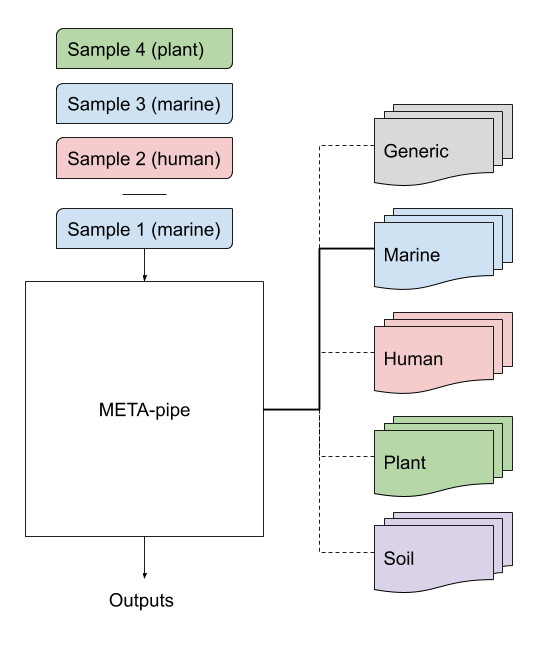 Sample 4 (plant)
Sample 3 (marine)
Sample 2 (human)
Sample 1 (marine)
META-pipe
Outputs
Generic
Marine
Human
Plant
Soil